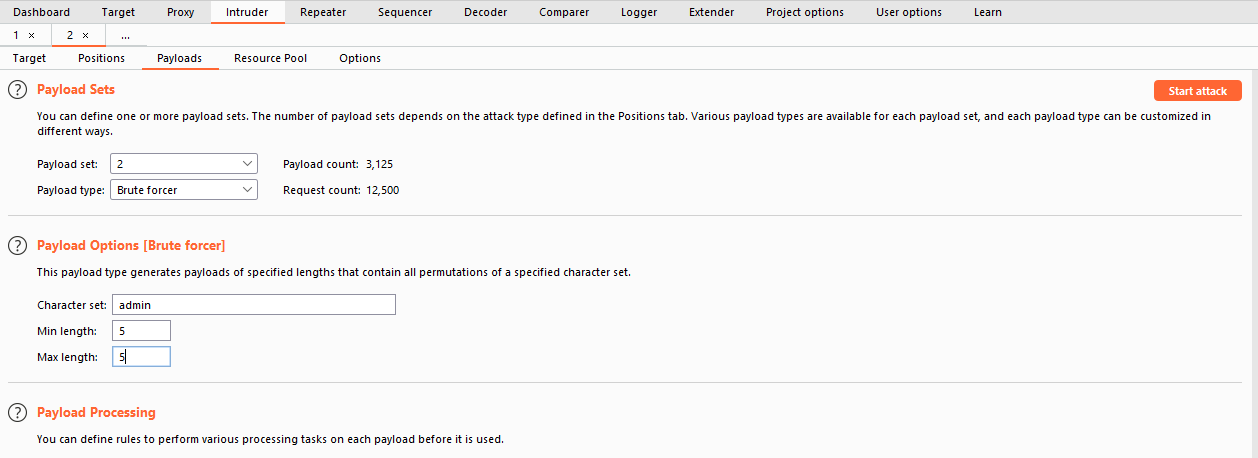 Dashboard Target Proxy Intruder Repeater Sequencer Decoder Comparer Logger Extender Project options User options Learn
1 × 2 × ...
Target Positions Payloads Resource Pool Options
? Payload Sets Start attack
You can define one or more payload sets. The number of payload sets depends on the attack type defined in the Positions tab. Various payload types are available for each payload set, and each payload type can be customized in
different ways.
Payload set: 2 Payload count: 3,125
Payload type: Brute forcer Request count: 12,500
? Payload Options [Brute forcer]
This payload type generates payloads of specified lengths that contain all permutations of a specified character set.
Character set: admin
Min length: 5
Max length: 5
? Payload Processing
You can define rules to perform various processing tasks on each payload before it is used.